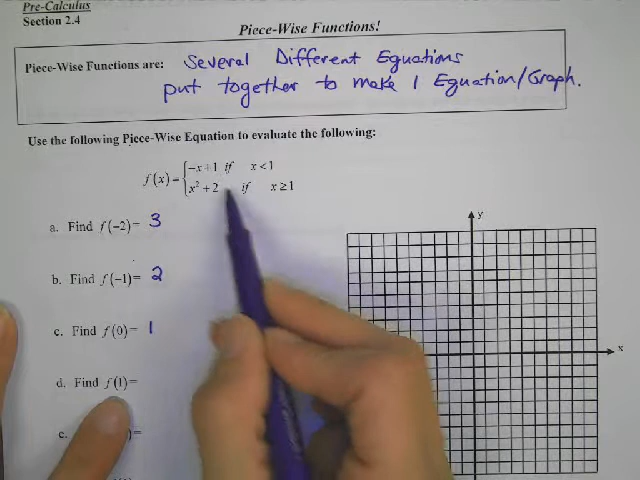 Pre-Calculus
Section 2.4
Piece-Wise Functions!
Piece-Wise Functions are: Several Different Equations
put together to make 1 Equation/Graph.
Use the following Piece-Wise Equation to evaluate the following:
f(x) = { -x+1 if x < 1
x² + 2 if x ≥ 1
a. Find f(-2) = 3
b. Find f(-1) = 2
c. Find f(0) = 1
d. Find f(1) =
)=
y
x